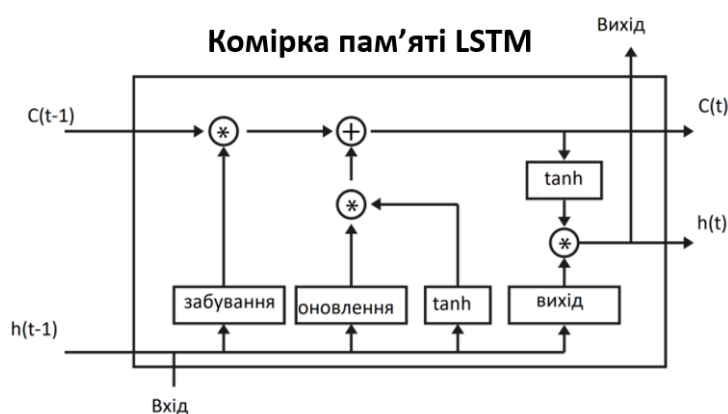 Комірка пам’яті LSTM
Вихід
C(t-1)
C(t)
*
+
tanh
*
h(t)
*
забування
оновлення
tanh
вихід
h(t-1)
Вхід